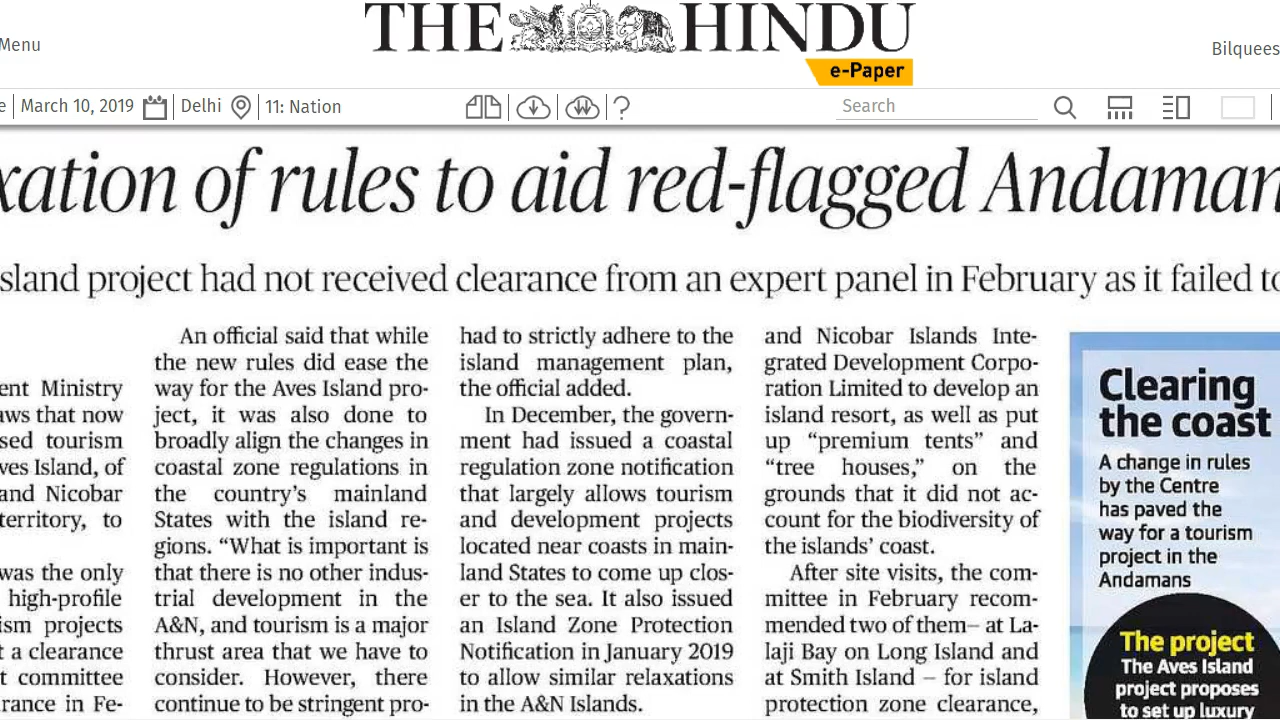 THE HINDU
e-Paper
Menu
Bilquees
e March 10, 2019 Delhi 11: Nation
Search
xation of rules to aid red-flagged Andaman
sland project had not received clearance from an expert panel in February as it failed to
ent Ministry
aws that now
sed tourism
ves Island, of
and Nicobar
territory, to
was the only
high-profile
ism projects
t a clearance
t committee
rance in Fe-
An official said that while
the new rules did ease the
way for the Aves Island pro-
ject, it was also done to
broadly align the changes in
coastal zone regulations in
the country's mainland
States with the island re-
gions. “What is important is
that there is no other indus-
trial development in the
A&N, and tourism is a major
thrust area that we have to
consider. However, there
continue to be stringent pro-
had to strictly adhere to the
island management plan,
the official added.
In December, the govern-
ment had issued a coastal
regulation zone notification
that largely allows tourism
and development projects
located near coasts in main-
land States to come up clos-
er to the sea. It also issued
an Island Zone Protection
Notification in January 2019
to allow similar relaxations
in the A&N Islands.
and Nicobar Islands Inte-
grated Development Corpo-
ration Limited to develop an
island resort, as well as put
up “premium tents” and
“tree houses,” on the
grounds that it did not ac-
count for the biodiversity of
the islands’ coast.
After site visits, the com-
mittee in February recom-
mended two of them– at La-
laji Bay on Long Island and
at Smith Island – for island
protection zone clearance,
Clearing
the coast
A change in rules
by the Centre
has paved the
way for a tourism
project in the
Andamans
The project
The Aves Island
project proposes
to set up luxury